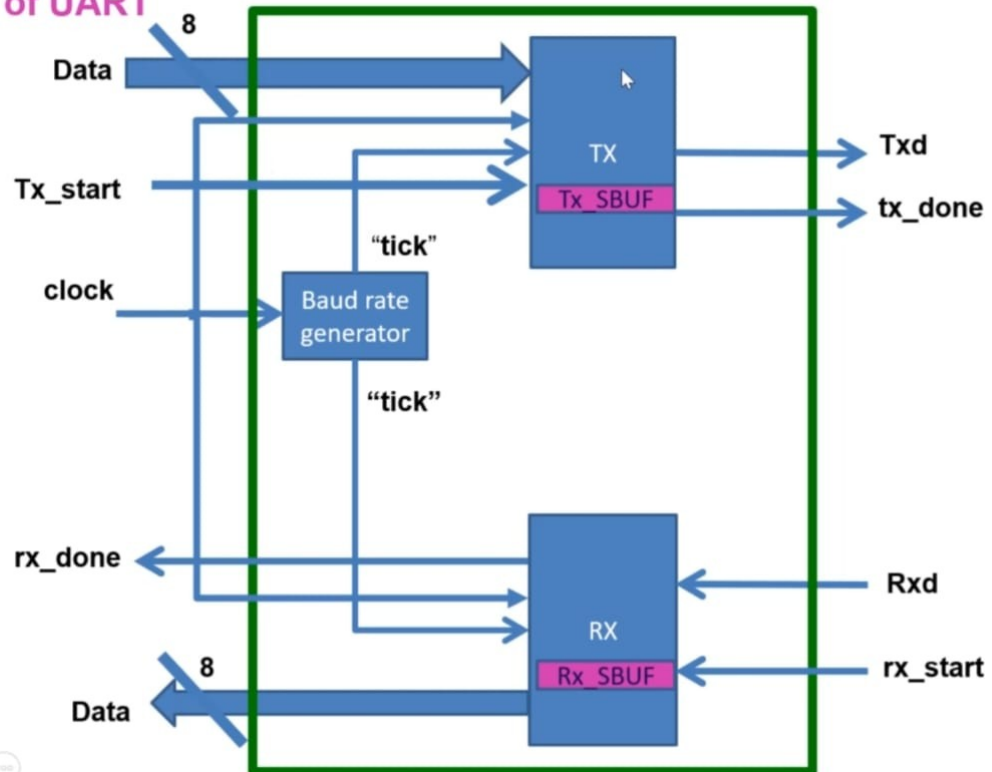 of UART
8
Data
TX
Txd
Tx_start
Tx_SBUF
tx_done
“tick”
clock
Baud rate
generator
“tick”
rx_done
Rxd
RX
8
Rx_SBUF
rx_start
Data